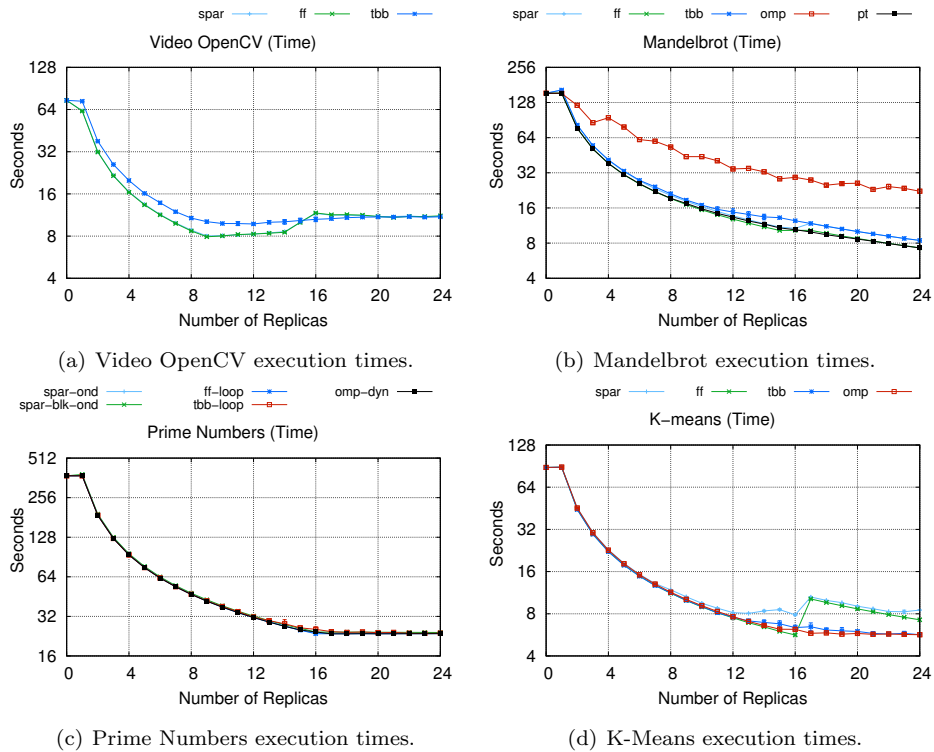 spar ff tbb
Video OpenCV (Time)
128
64
32
16
8
4
Seconds
0 4 8 12 16 20 24
Number of Replicas
(a) Video OpenCV execution times.
spar ff tbb omp pt
Mandelbrot (Time)
256
128
64
32
16
8
4
Seconds
0 4 8 12 16 20 24
Number of Replicas
(b) Mandelbrot execution times.
spar-ond ff-loop omp-dyn
spar-blk-ond tbb-loop
Prime Numbers (Time)
512
256
128
64
32
16
Seconds
0 4 8 12 16 20 24
Number of Replicas
(c) Prime Numbers execution times.
spar ff tbb omp
K-means (Time)
128
64
32
16
8
4
Seconds
0 4 8 12 16 20 24
Number of Replicas
(d) K-Means execution times.